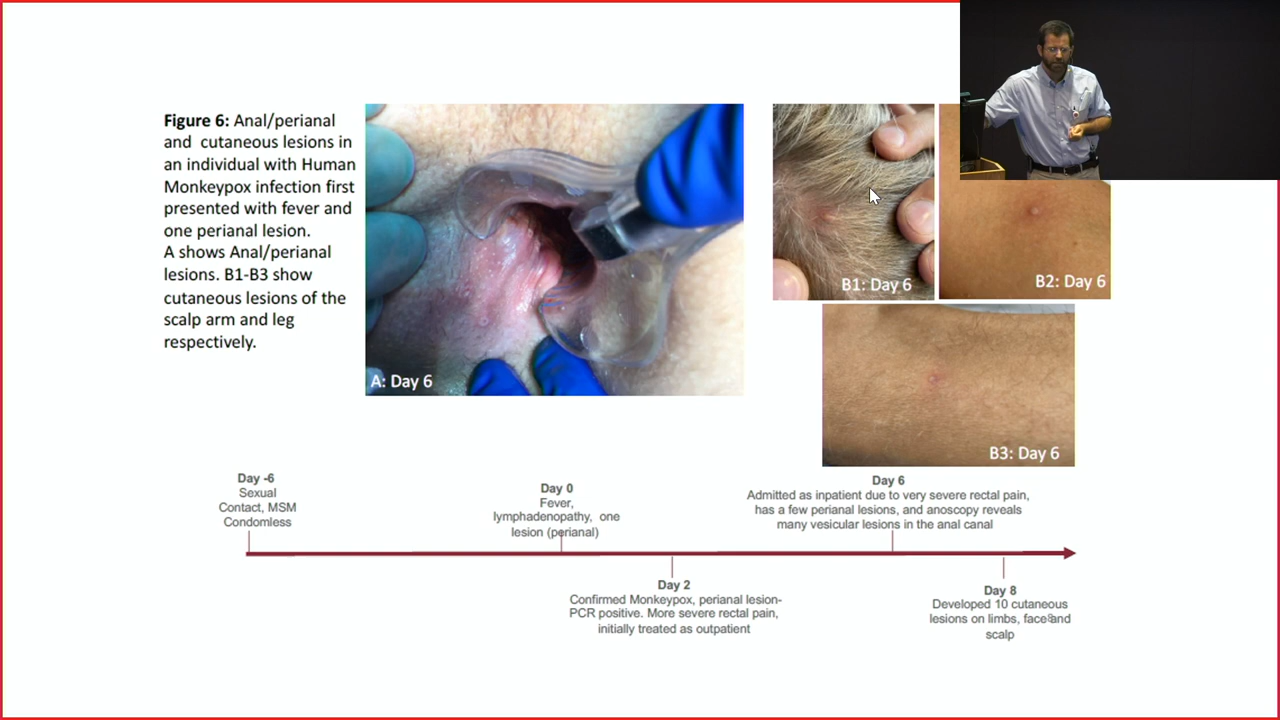 Figure 6: Anal/perianal
and cutaneous lesions in
an individual with Human
Monkeypox infection first
presented with fever and
one perianal lesion.
A shows Anal/perianal
lesions. B1-B3 show
cutaneous lesions of the
scalp arm and leg
respectively.
A: Day 6
B1: Day 6
B2: Day 6
B3: Day 6
Day -6
Sexual
Contact, MSM
Condomless
Day 0
Fever,
lymphadenopathy, one
lesion (perianal)
Day 2
Confirmed Monkeypox, perianal lesion-
PCR positive. More severe rectal pain,
initially treated as outpatient
Day 6
Admitted as inpatient due to very severe rectal pain,
has a few perianal lesions, and anoscopy reveals
many vesicular lesions in the anal canal
Day 8
Developed 10 cutaneous
lesions on limbs, face and
scalp